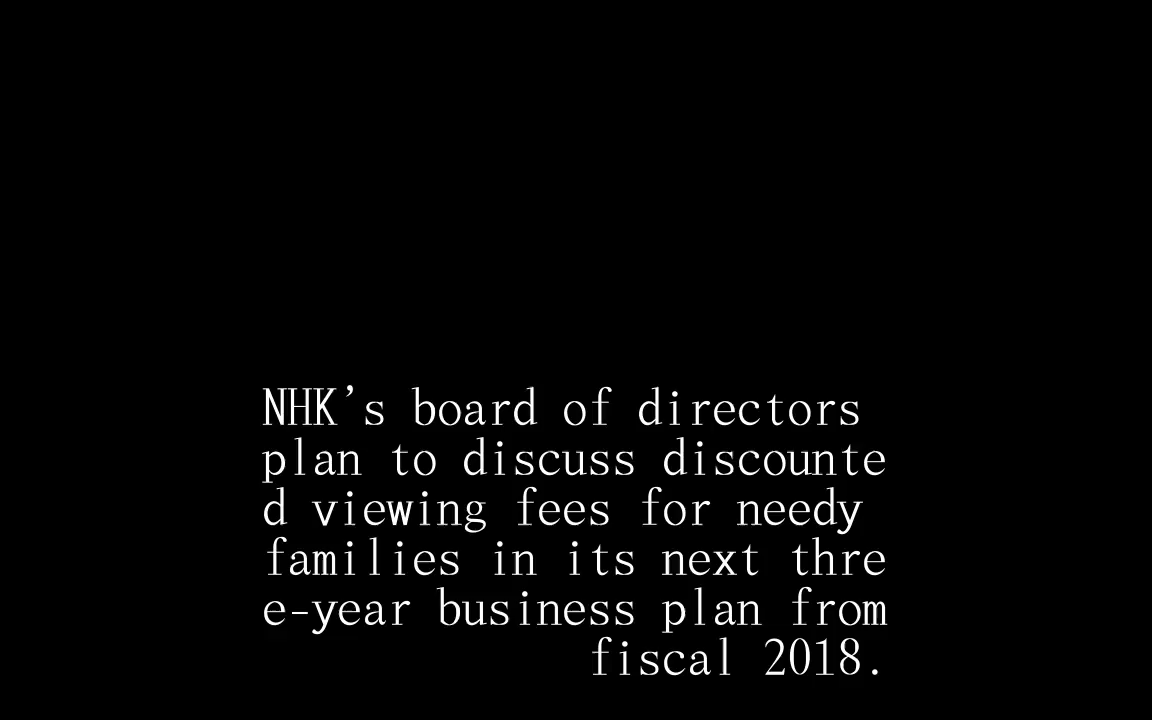 NHK's board of directors
plan to discuss discounte
d viewing fees for needy
families in its next thre
e-year business plan from
fiscal 2018.